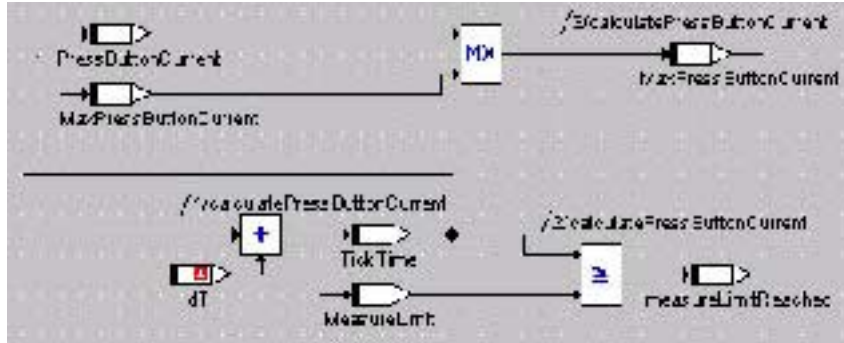 /3/calculatePressButtonCurrent
PressButtonCurrent
MX
MaxPressButtonCurrent
MaxPressButtonCurrent
/1/calculatePressButtonCurrent
+
/2/calculatePressButtonCurrent
TickTime
≥
dT
measureLimitReached
MeasureLimit